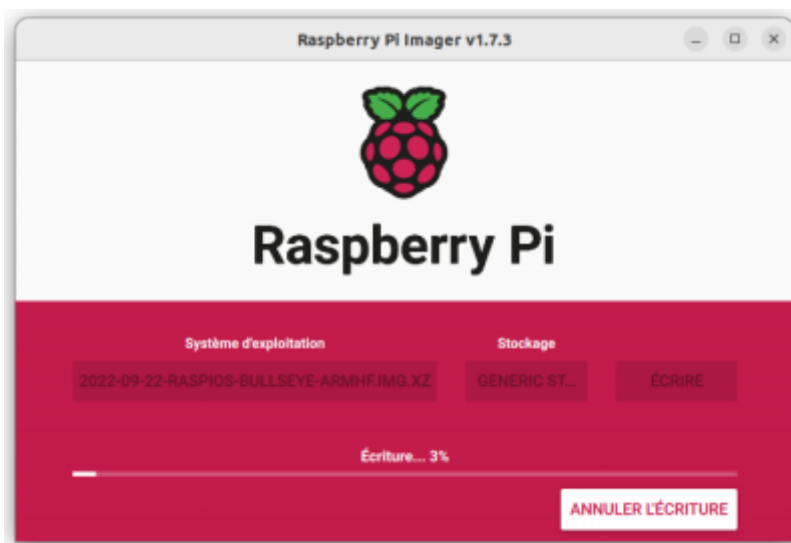 Raspberry Pi Imager v1.7.3
Raspberry Pi
Système d'exploitation
Stockage
2022-09-22-RASPIOS-BULLSEYE-ARMHF.IMG.XZ
GENERIC ST...
ÉCRIRE
Écriture... 3%
ANNULER L'ÉCRITURE